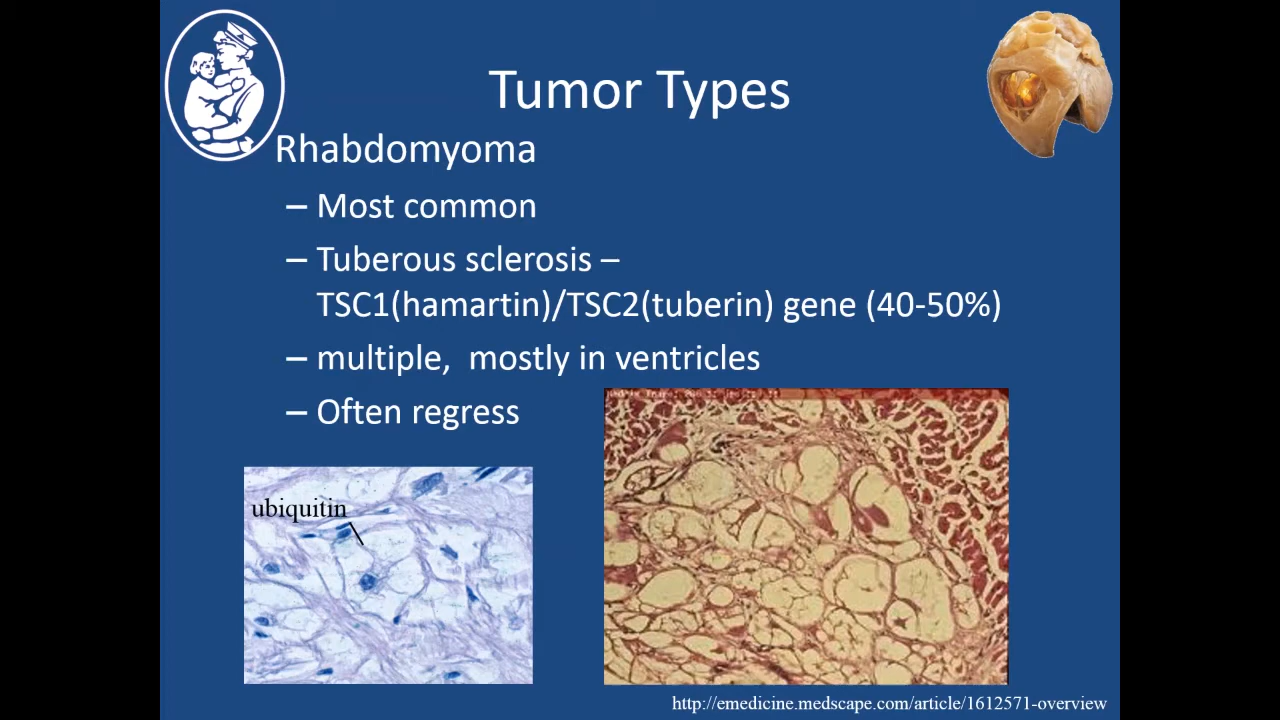 Tumor Types
Rhabdomyoma
– Most common
– Tuberous sclerosis –
TSC1(hamartin)/TSC2(tuberin) gene (40-50%)
– multiple,  mostly in ventricles
– Often regress
ubiquitin
http://emedicine.medscape.com/article/1612571-overview